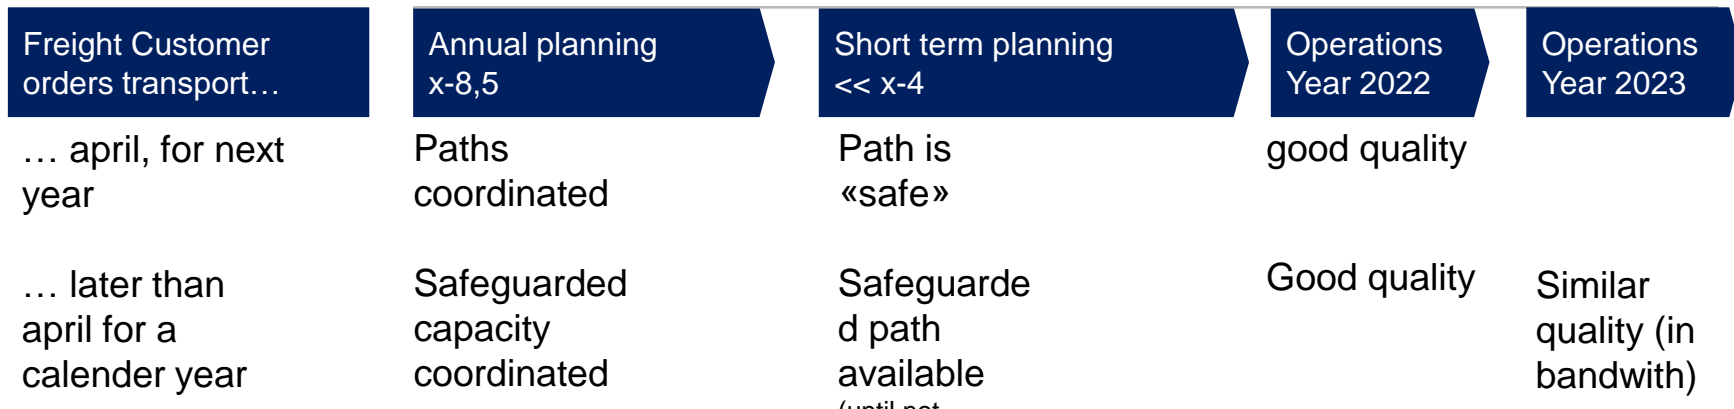 Freight Customer
orders transport…
Annual planning
x-8,5
Short term planning
<< x-4
Operations
Year 2022
Operations
Year 2023
… april, for next
year
Paths
coordinated
Path is
«safe»
good quality
… later than
april for a
calender year
Safeguarded
capacity
coordinated
Safeguarde
d path
available
(until not
Good quality
Similar
quality (in
bandwith)